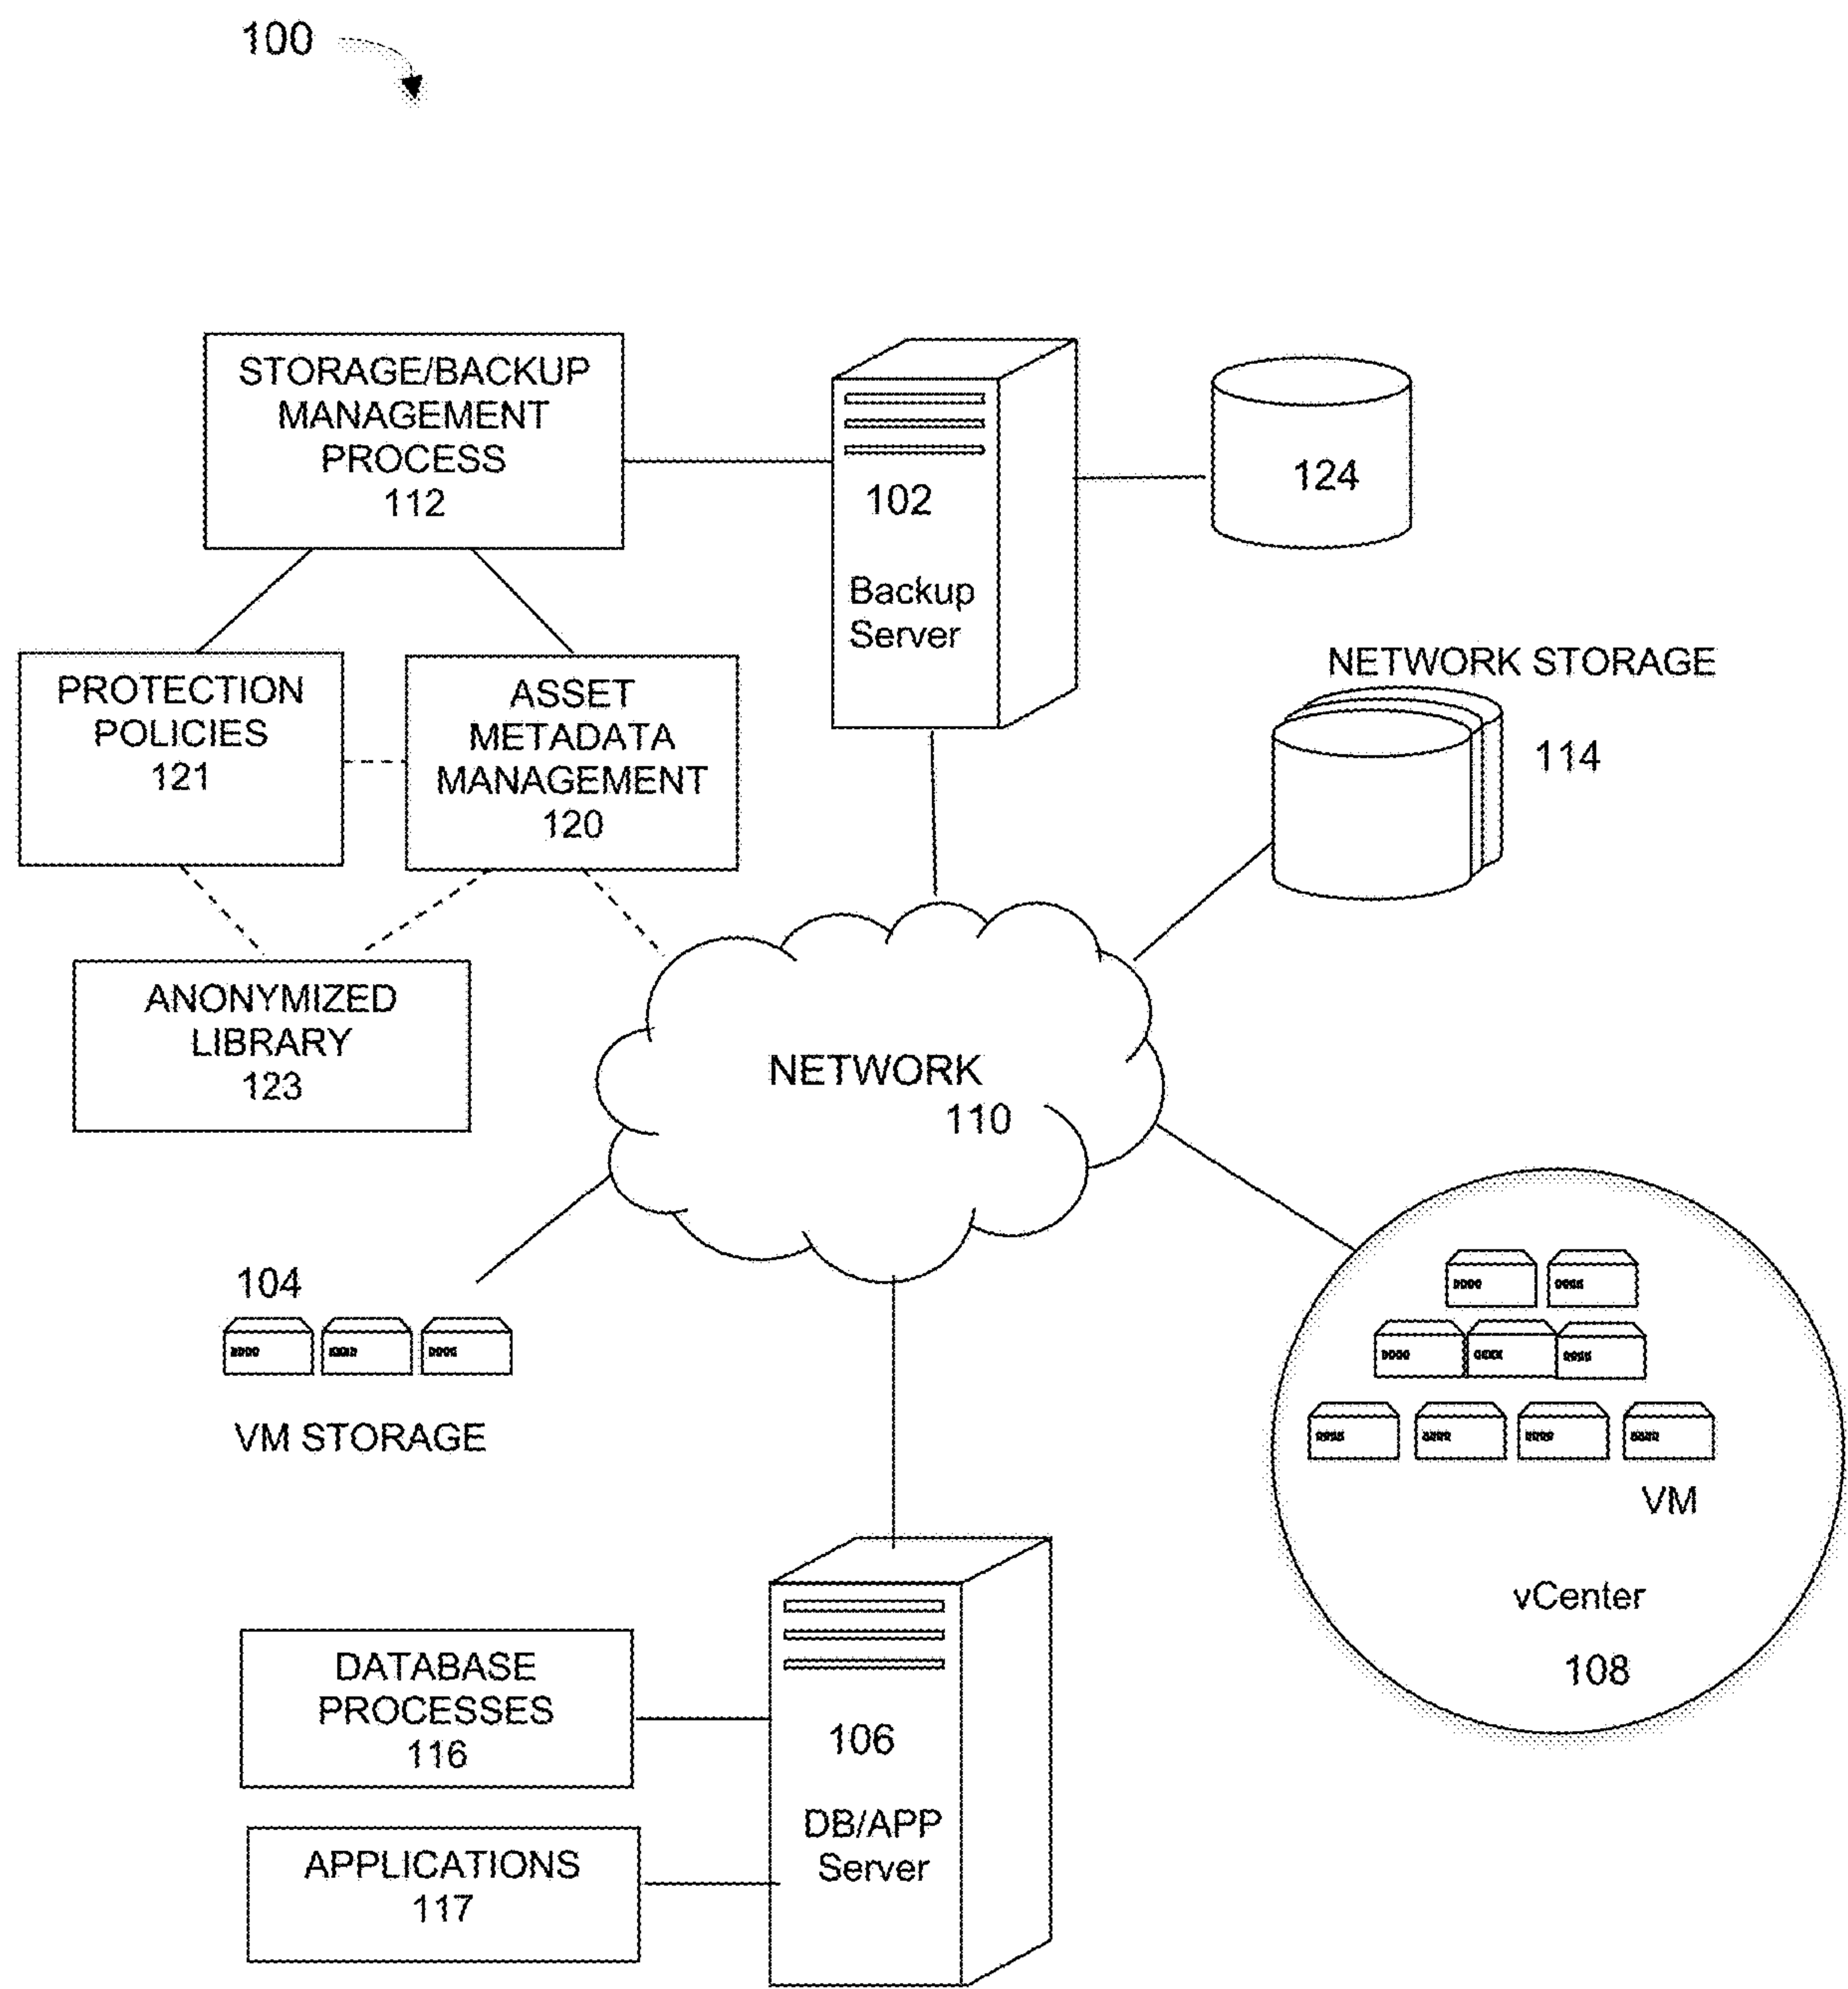 100
STORAGE/BACKUP
MANAGEMENT
PROCESS
112
102
Backup
Server
124
NETWORK STORAGE
114
PROTECTION
POLICIES
121
ASSET
METADATA
MANAGEMENT
120
ANONYMIZED
LIBRARY
123
NETWORK
110
104
VM STORAGE
VM
vCenter
108
DATABASE
PROCESSES
116
106
DB/APP
Server
APPLICATIONS
117